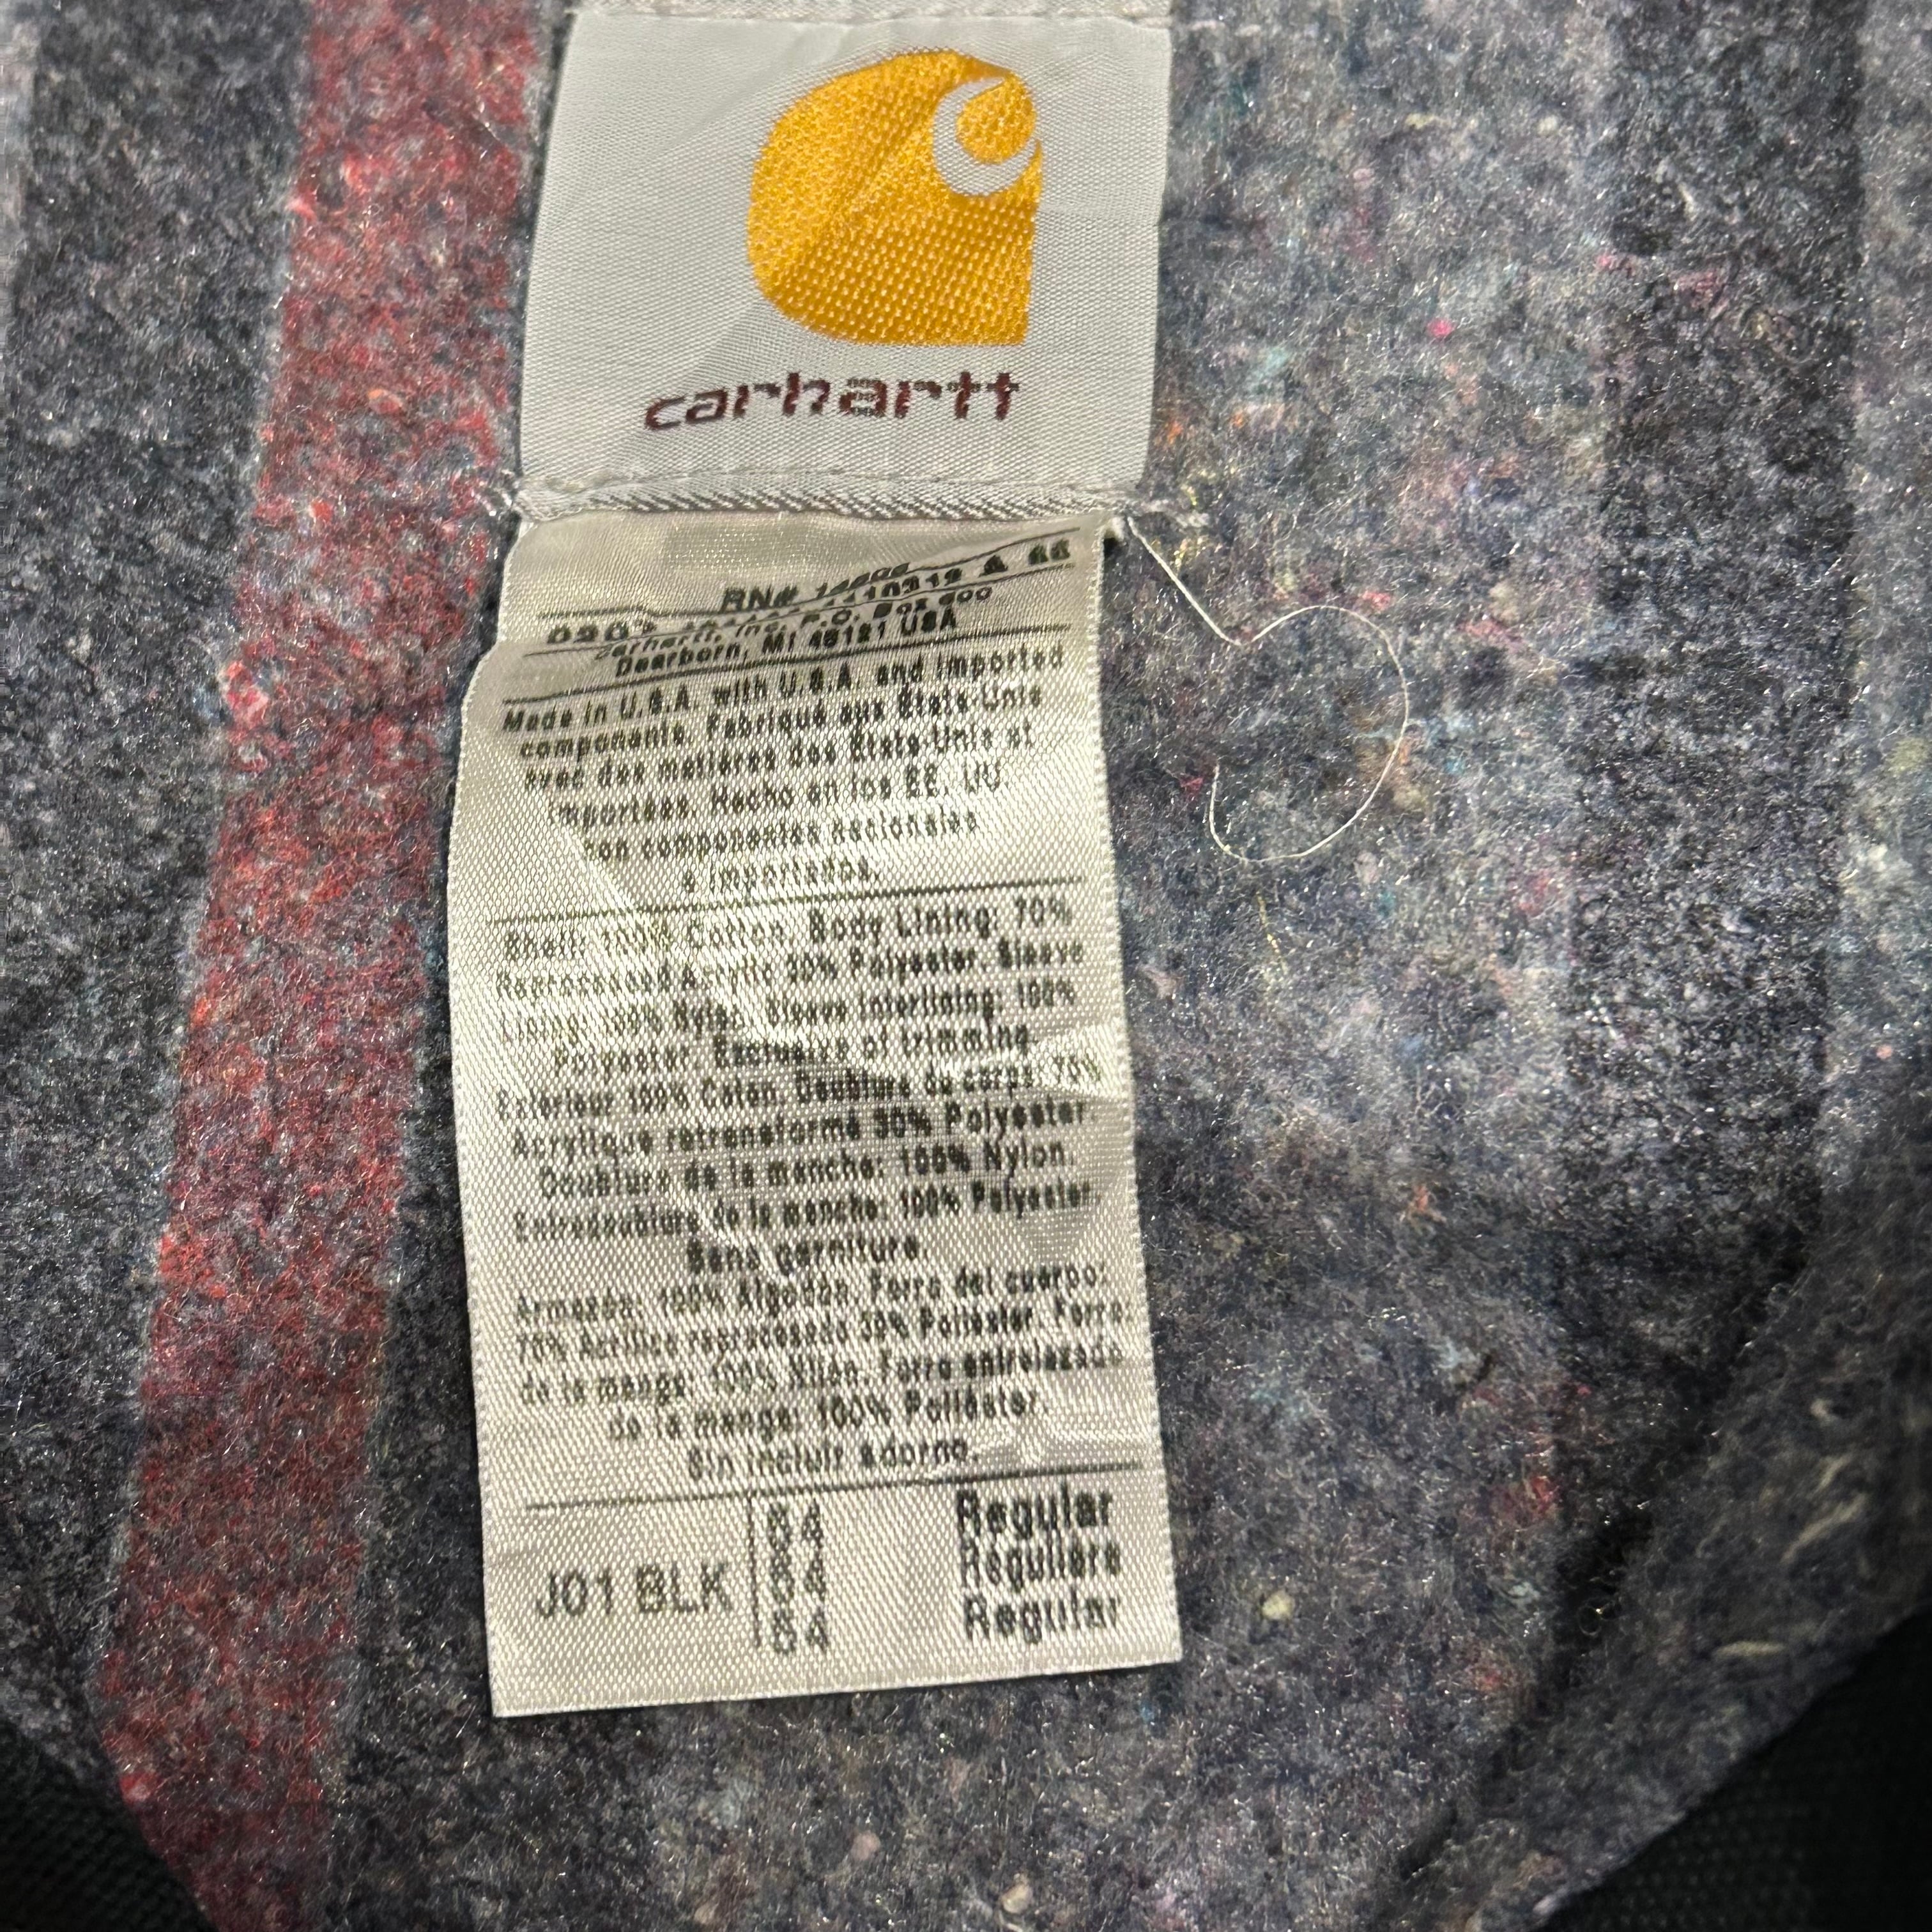 carhartt
RN#
Carhartt, Inc. P.O. Box 600
Dearborn, MI 48121 USA
Made in U.S.A. with U.S.A. and imported
components. Fabriqué aux États-Unis
avec des matières des États-Unis et
importées. Hecho en los EE. UU
con componentes nacionales
e importados.
Shell: 100% Cotton. Body Lining: 70%
Reprocessed Acrylic 30% Polyester. Sleeve
Lining: 100% Nylon. Sleeve Interlining: 100%
Polyester. Exclusive of trimming.
Extérieur 100% Coton. Doublure du corps: 70%
Acrylique retransformé 30% Polyester
Doublure de la manche: 100% Nylon.
Entredoublure de la manche: 100% Polyester.
Sans garniture.
Armazon: 100% Algodón. Forro del cuerpo:
70% Acrílico reprocesado 30% Poliéster. Forro
de la manga: 100% Nilón. Forro entrelazado
de la manga: 100% Poliéster
Sin incluir adorno.
J01 BLK
Regular
Régulière
Regular